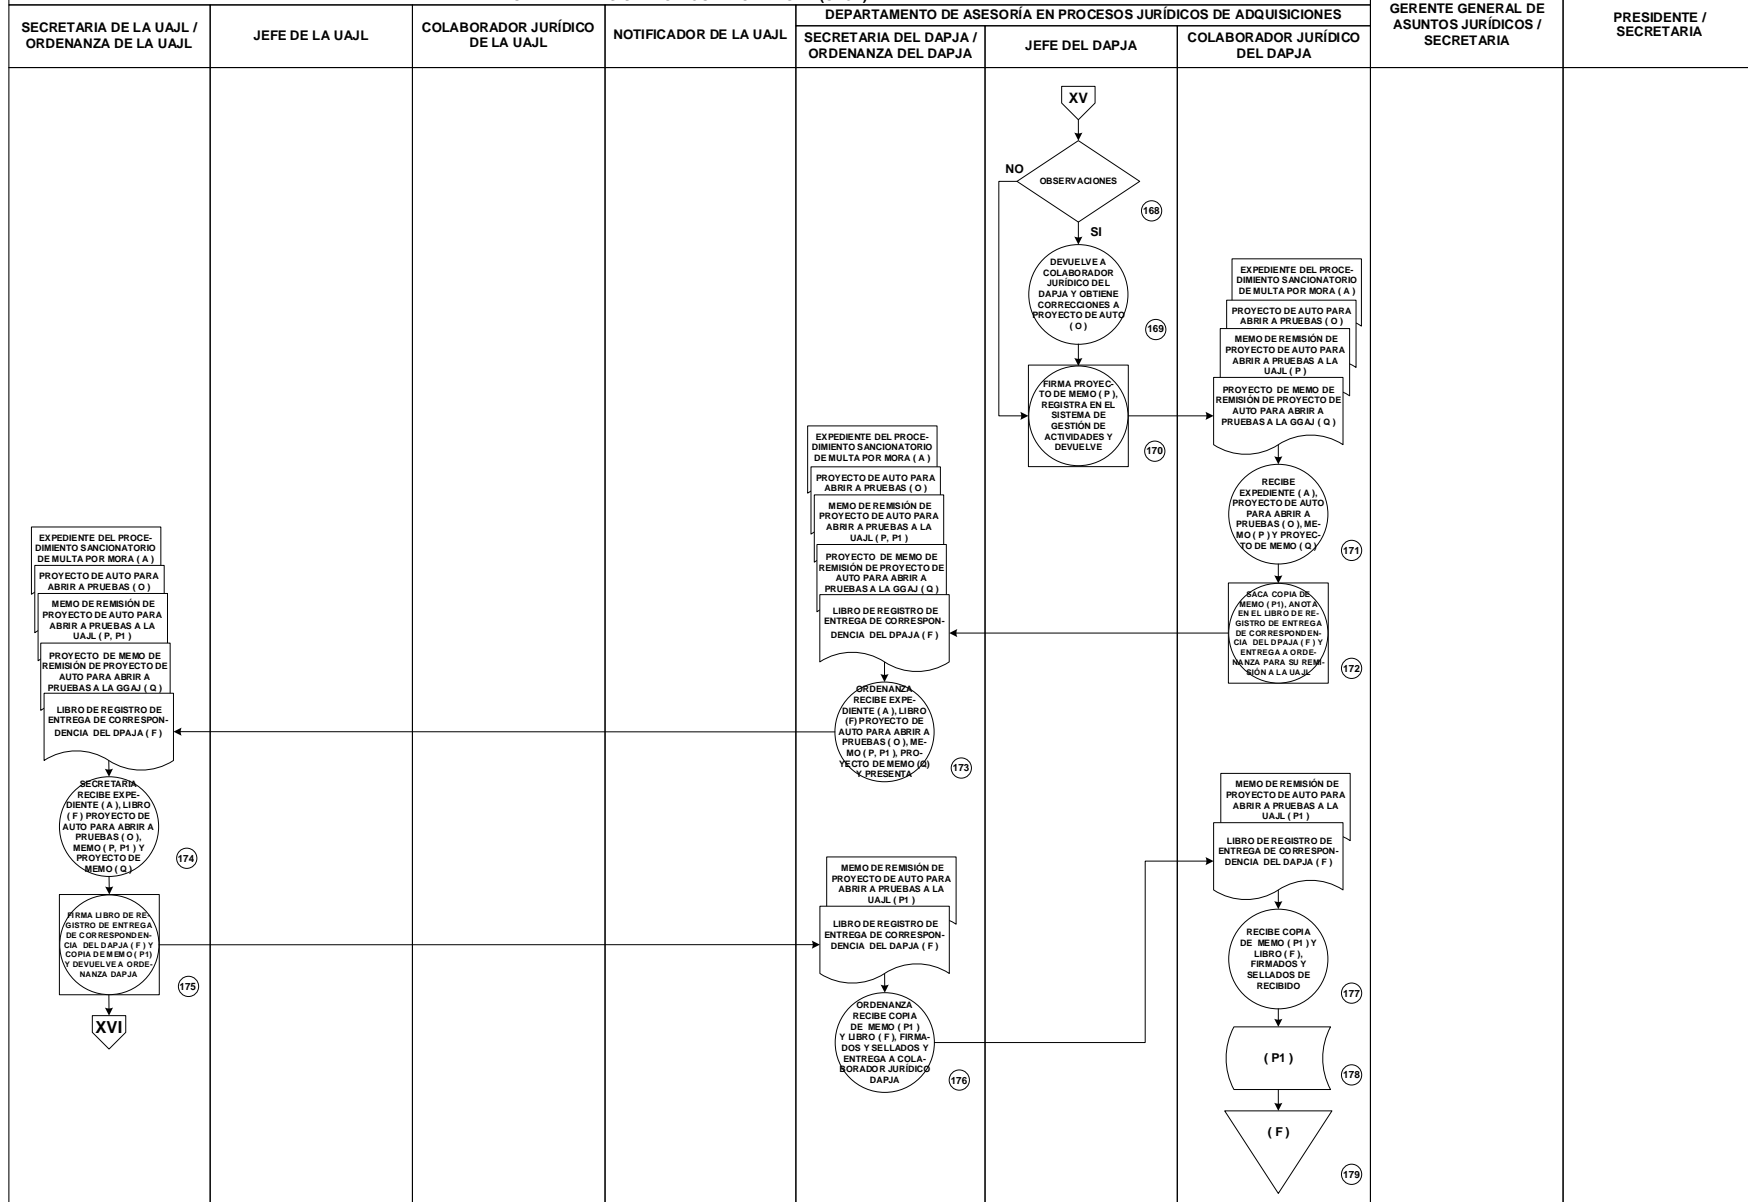 SECRETARIA DE LA UAJL /
ORDENANZA DE LA UAJL
JEFE DE LA UAJL
COLABORADOR JURÍDICO
DE LA UAJL
NOTIFICADOR DE LA UAJL
DEPARTAMENTO DE ASESORÍA EN PROCESOS JURÍDICOS DE ADQUISICIONES
SECRETARIA DEL DAPJA /
ORDENANZA DEL DAPJA
JEFE DEL DAPJA
COLABORADOR JURÍDICO
DEL DAPJA
GERENTE GENERAL DE
ASUNTOS JURÍDICOS /
SECRETARIA
PRESIDENTE /
SECRETARIA
XV
NO
OBSERVACIONES
168
SI
DEVUELVE A
COLABORADOR
JURÍDICO DEL
DAPJA Y OBTIENE
CORRECCIONES A
PROYECTO DE AUTO
( O )
169
FIRMA PROYEC-
TO DE MEMO ( P ),
REGISTRA EN EL
SISTEMA DE
GESTIÓN DE
ACTIVIDADES Y
DEVUELVE
170
EXPEDIENTE DEL PROCE-
DIMIENTO SANCIONATORIO
DE MULTA POR MORA ( A )
PROYECTO DE AUTO PARA
ABRIR A PRUEBAS ( O )
MEMO DE REMISIÓN DE
PROYECTO DE AUTO PARA
ABRIR A PRUEBAS A LA
UAJL ( P )
PROYECTO DE MEMO DE
REMISIÓN DE PROYECTO DE
AUTO PARA ABRIR A
PRUEBAS A LA GGAJ ( Q )
RECIBE
EXPEDIENTE ( A ),
PROYECTO DE AUTO
PARA ABRIR A
PRUEBAS ( O ), ME-
MO ( P ) Y PROYEC-
TO DE MEMO ( Q )
171
SACA COPIA DE
MEMO ( P1 ), ANOTA
EN EL LIBRO DE RE-
GISTRO DE ENTREGA
DE CORRESPONDEN-
CIA DEL DPAJA ( F ) Y
ENTREGA A ORDE-
NANZA PARA SU REMI-
SIÓN A LA UAJL
172
EXPEDIENTE DEL PROCE-
DIMIENTO SANCIONATORIO
DE MULTA POR MORA ( A )
PROYECTO DE AUTO PARA
ABRIR A PRUEBAS ( O )
MEMO DE REMISIÓN DE
PROYECTO DE AUTO PARA
ABRIR A PRUEBAS A LA
UAJL ( P, P1 )
PROYECTO DE MEMO DE
REMISIÓN DE PROYECTO DE
AUTO PARA ABRIR A
PRUEBAS A LA GGAJ ( Q )
LIBRO DE REGISTRO DE
ENTREGA DE CORRESPON-
DENCIA DEL DPAJA ( F )
ORDENANZA
RECIBE EXPE-
DIENTE ( A ), LIBRO
(F) PROYECTO DE
AUTO PARA ABRIR A
PRUEBAS ( O ), ME-
MO ( P, P1 ), PRO-
YECTO DE MEMO (Q)
Y PRESENTA
173
EXPEDIENTE DEL PROCE-
DIMIENTO SANCIONATORIO
DE MULTA POR MORA ( A )
PROYECTO DE AUTO PARA
ABRIR A PRUEBAS ( O )
MEMO DE REMISIÓN DE
PROYECTO DE AUTO PARA
ABRIR A PRUEBAS A LA
UAJL ( P, P1 )
PROYECTO DE MEMO DE
REMISIÓN DE PROYECTO DE
AUTO PARA ABRIR A
PRUEBAS A LA GGAJ ( Q )
LIBRO DE REGISTRO DE
ENTREGA DE CORRESPON-
DENCIA DEL DPAJA ( F )
SECRETARIA
RECIBE EXPE-
DIENTE ( A ), LIBRO
( F ) PROYECTO DE
AUTO PARA ABRIR A
PRUEBAS ( O ),
MEMO ( P, P1 ) Y
PROYECTO DE
MEMO ( Q )
174
FIRMA LIBRO DE RE-
GISTRO DE ENTREGA
DE CORRESPONDEN-
CIA DEL DAPJA ( F ) Y
COPIA DE MEMO ( P1)
Y DEVUELVE A ORDE-
NANZA DAPJA
175
XVI
MEMO DE REMISIÓN DE
PROYECTO DE AUTO PARA
ABRIR A PRUEBAS A LA
UAJL ( P1 )
LIBRO DE REGISTRO DE
ENTREGA DE CORRESPON-
DENCIA DEL DAPJA ( F )
ORDENANZA
RECIBE COPIA
DE MEMO ( P1 )
Y LIBRO ( F ), FIRMA-
DOS Y SELLADOS Y
ENTREGA A COLA-
BORADOR JURÍDICO
DAPJA
176
MEMO DE REMISIÓN DE
PROYECTO DE AUTO PARA
ABRIR A PRUEBAS A LA
UAJL ( P1 )
LIBRO DE REGISTRO DE
ENTREGA DE CORRESPON-
DENCIA DEL DAPJA ( F )
RECIBE COPIA
DE MEMO ( P1 ) Y
LIBRO ( F ),
FIRMADOS Y
SELLADOS DE
RECIBIDO
177
( P1 )
178
( F )
179